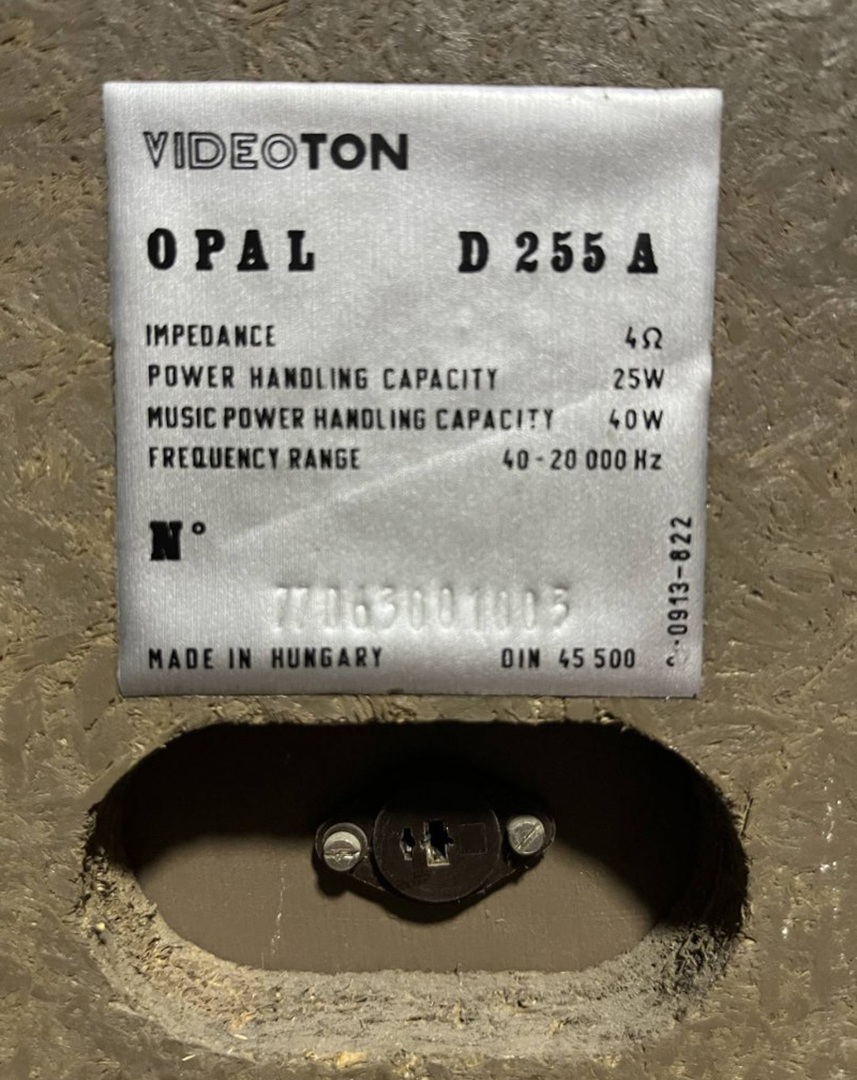 VIDEOTON
OPAL D 255 A
IMPEDANCE 4Ω
POWER HANDLING CAPACITY 25W
MUSIC POWER HANDLING CAPACITY 40W
FREQUENCY RANGE 40-20 000 Hz
N°
MADE IN HUNGARY DIN 45 500
0913-822